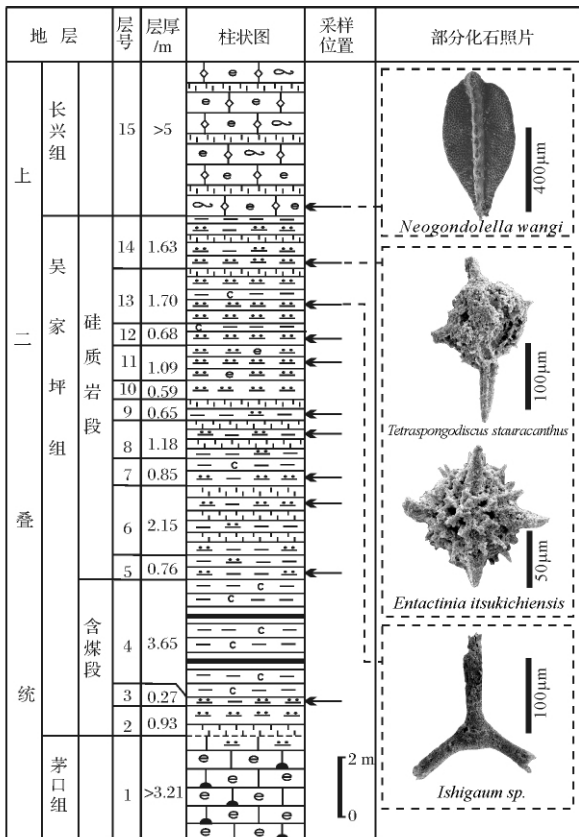 地 层
层号
层厚/m
柱状图
采样位置
部分化石照片
上二叠统
长兴组
吴家坪组
茅口组
硅质岩段
含煤段
15 >5
14 1.63
13 1.70
12 0.68
11 1.09
10 0.59
9 0.65
8 1.18
7 0.85
6 2.15
5 0.76
4 3.65
3 0.27
2 0.93
1 >3.21
2 m
0
400μm
Neogondolella wangi
100μm
Tetraspongodiscus stauracanthus
50μm
Entactinia itsukichiensis
100μm
Ishigaum sp.